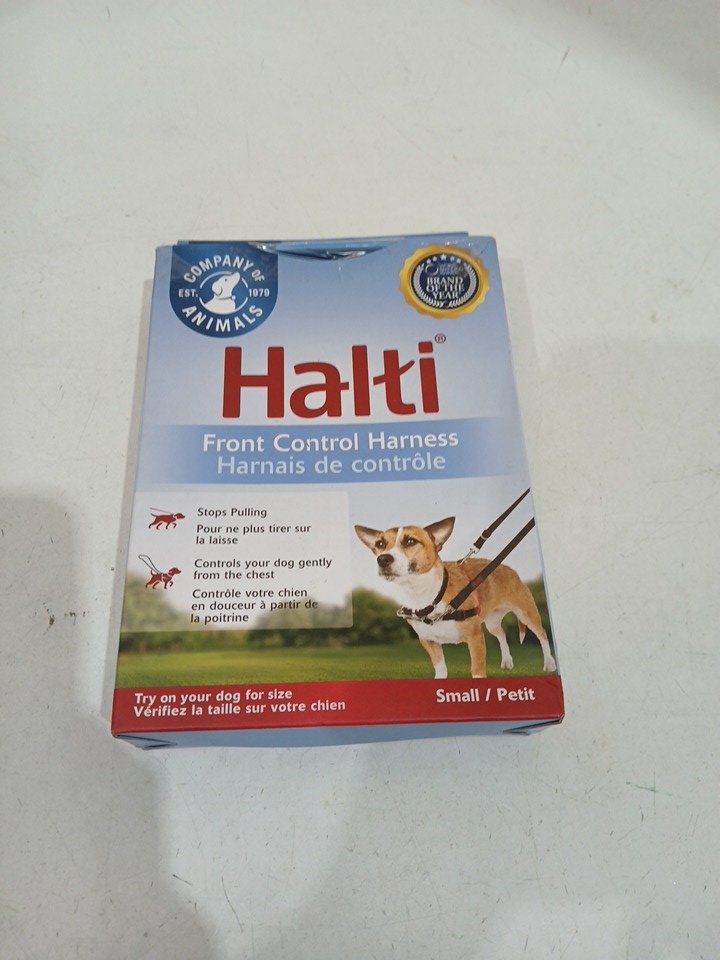 COMPANY OF
EST. 1979
ANIMALS
BRAND
OF THE
YEAR
Halti®
Front Control Harness
Harnais de contrôle
Stops Pulling
Pour ne plus tirer sur
la laisse
Controls your dog gently
from the chest
Contrôle votre chien
en douceur à partir de
la poitrine
Try on your dog for size
Vérifiez la taille sur votre chien
Small / Petit